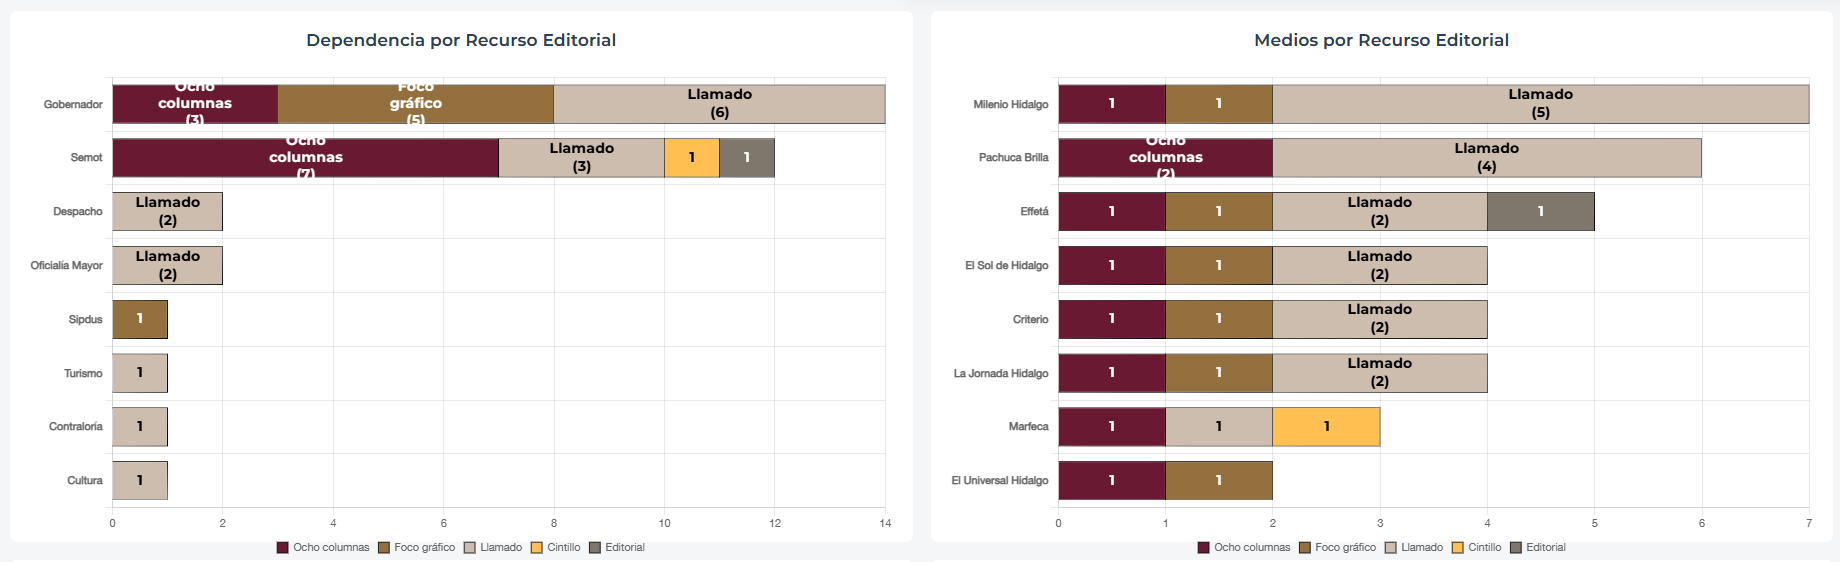 Dependencia por Recurso Editorial
Gobernador
Ocho
columnas
(3)
Foco
gráfico
(5)
Llamado
(6)
Semot
Ocho
columnas
(7)
Llamado
(3)
1
1
Despacho
Llamado
(2)
Oficialía Mayor
Llamado
(2)
Sipdus
1
Turismo
1
Contraloría
1
Cultura
1
0 2 4 6 8 10 12 14
Ocho columnas Foco gráfico Llamado Cintillo Editorial
Medios por Recurso Editorial
Milenio Hidalgo
1
1
Llamado
(5)
Pachuca Brilla
Ocho
columnas
(2)
Llamado
(4)
Effetá
1
1
Llamado
(2)
1
El Sol de Hidalgo
1
1
Llamado
(2)
Criterio
1
1
Llamado
(2)
La Jornada Hidalgo
1
1
Llamado
(2)
Marfeca
1
1
1
El Universal Hidalgo
1
1
0 1 2 3 4 5 6 7
Ocho columnas Foco gráfico Llamado Cintillo Editorial